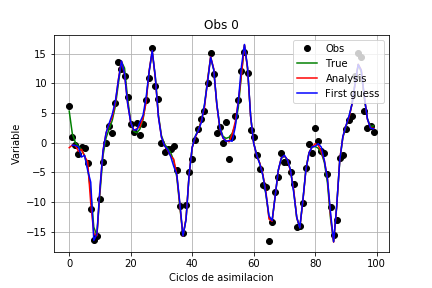 Obs 0
Obs
True
Analysis
First guess
Variable
15
10
5
0
−5
−10
−15
0
20
40
60
80
100
Ciclos de asimilacion